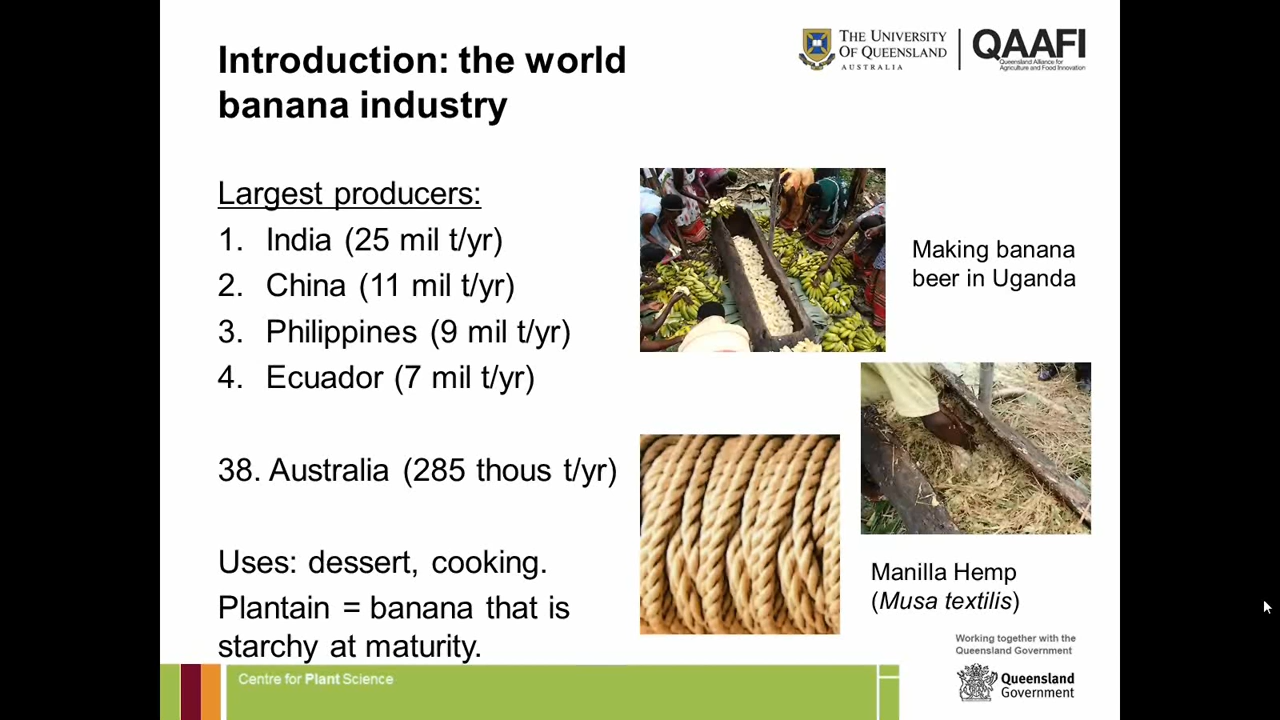 Introduction: the world
banana industry
THE UNIVERSITY
OF QUEENSLAND
AUSTRALIA
QAAFI
Queensland Alliance for
Agriculture and Food Innovation
Largest producers:
1. India (25 mil t/yr)
2. China (11 mil t/yr)
3. Philippines (9 mil t/yr)
4. Ecuador (7 mil t/yr)
38. Australia (285 thous t/yr)
Uses: dessert, cooking.
Plantain = banana that is
starchy at maturity.
Making banana
beer in Uganda
Manilla Hemp
(Musa textilis)
Working together with the
Queensland Government
Centre for Plant Science
Queensland
Government